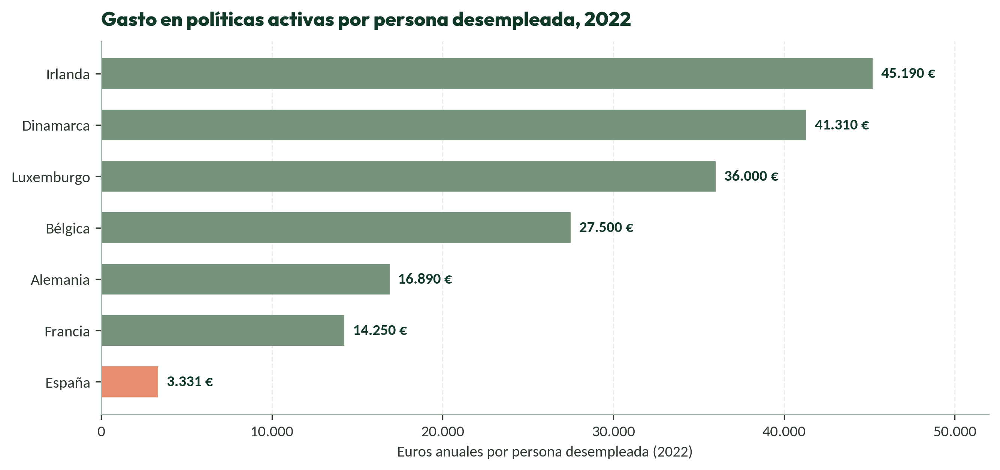 Gasto en políticas activas por persona desempleada, 2022
Irlanda 45.190 €
Dinamarca 41.310 €
Luxemburgo 36.000 €
Bélgica 27.500 €
Alemania 16.890 €
Francia 14.250 €
España 3.331 €
0 10.000 20.000 30.000 40.000 50.000
Euros anuales por persona desempleada (2022)